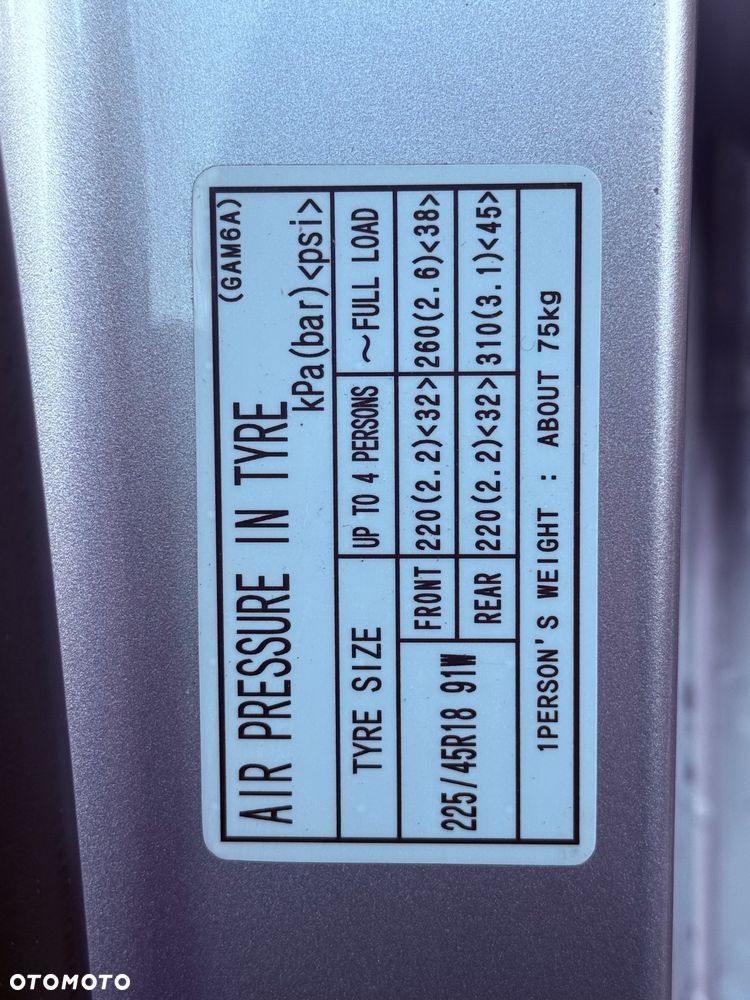 (GAM6A)
AIR PRESSURE IN TYRE
kPa(bar)<psi>
TYRE SIZE UP TO 4 PERSONS ~FULL LOAD
225/45R18 91W
FRONT 220(2.2)<32> 260(2.6)<38>
REAR 220(2.2)<32> 310(3.1)<45>
1PERSON'S WEIGHT : ABOUT 75kg
OTOMOTO